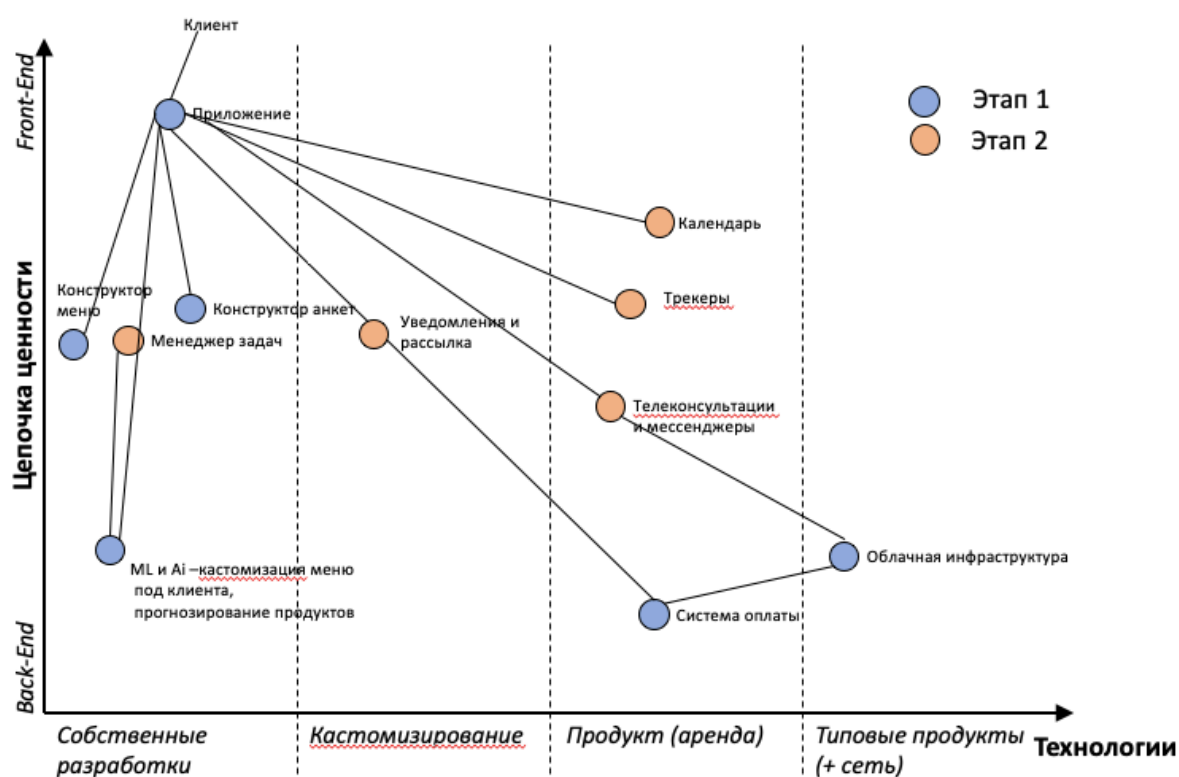 Клиент
Front-End
Приложение
Этап 1
Этап 2
Календарь
Трекеры
Конструктор
меню
Конструктор анкет
Менеджер задач
Уведомления и
рассылка
Телеконсультации
и мессенджеры
Цепочка ценности
ML и Ai –кастомизация меню
под клиента,
прогнозирование продуктов
Облачная инфраструктура
Система оплаты
Back-End
Собственные
разработки
Кастомизирование
Продукт (аренда)
Типовые продукты
(+ сеть)
Технологии